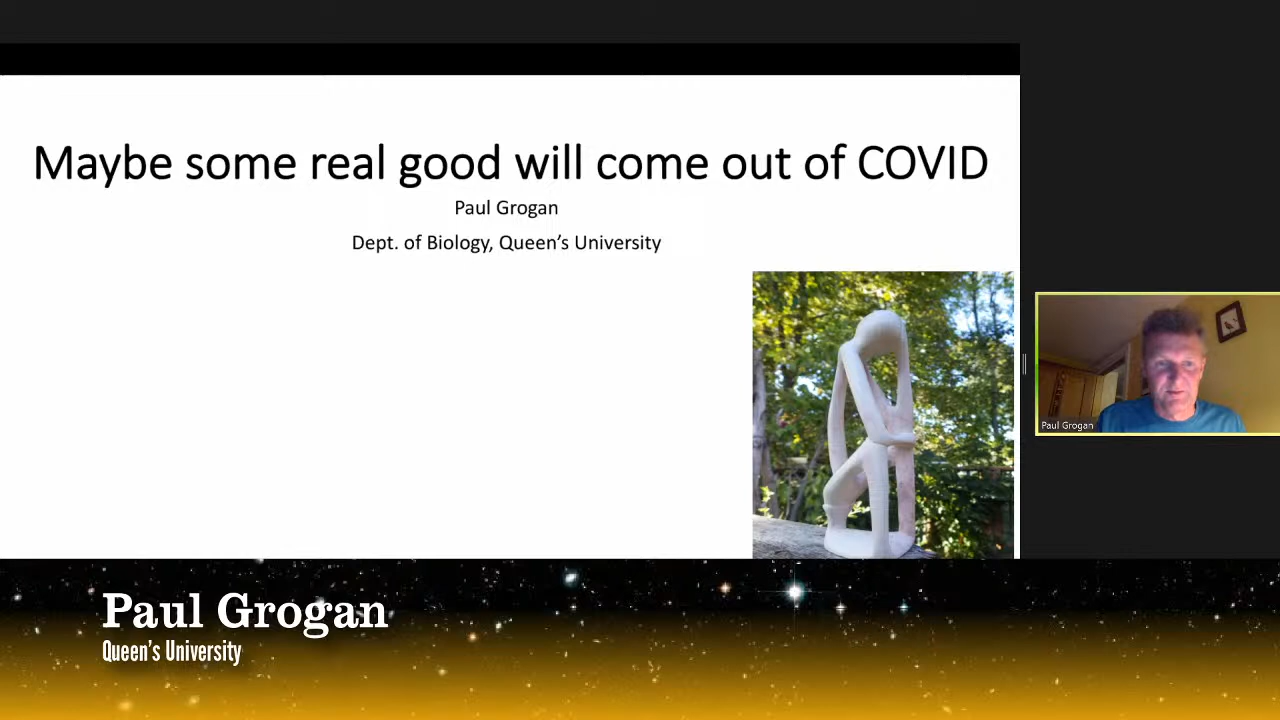 Maybe some real good will come out of COVID
Paul Grogan
Dept. of Biology, Queen's University
Paul Grogan
Paul Grogan
Queen's University